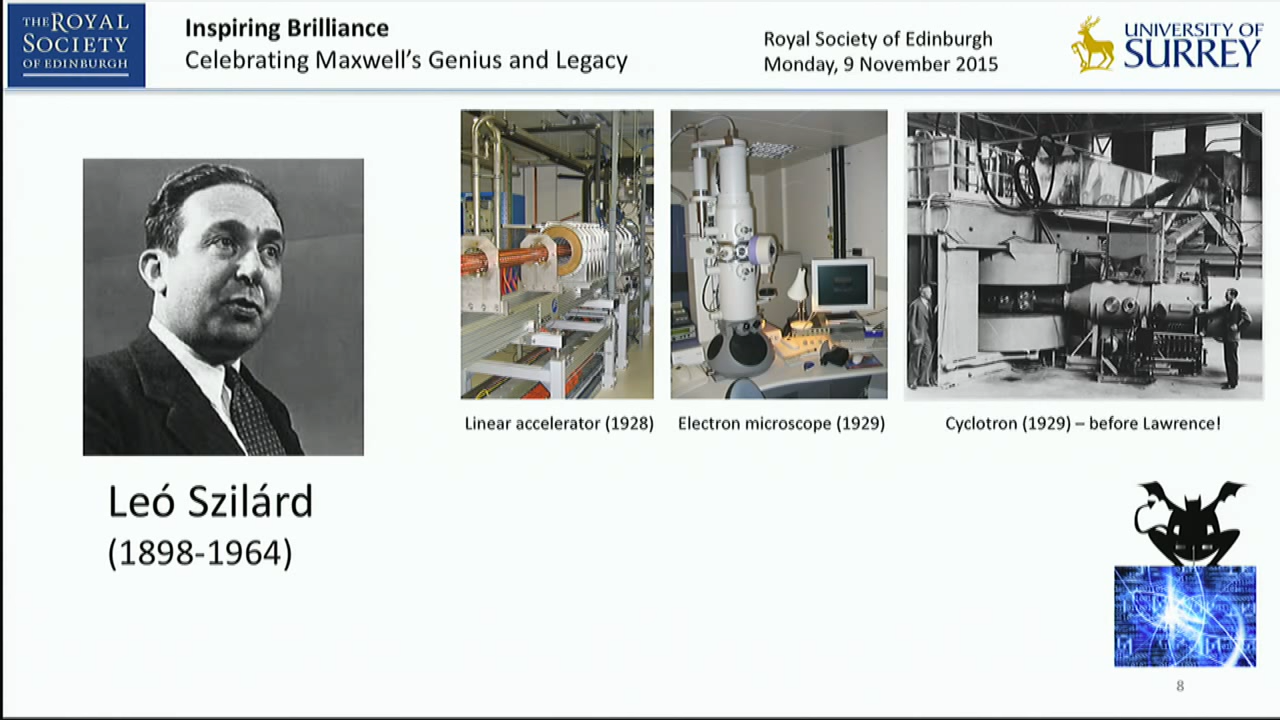 THE ROYAL
SOCIETY
OF EDINBURGH
Inspiring Brilliance
Celebrating Maxwell's Genius and Legacy
Royal Society of Edinburgh
Monday, 9 November 2015
UNIVERSITY OF
SURREY
Linear accelerator (1928)
Electron microscope (1929)
Cyclotron (1929) – before Lawrence!
Leó Szilárd
(1898-1964)
8